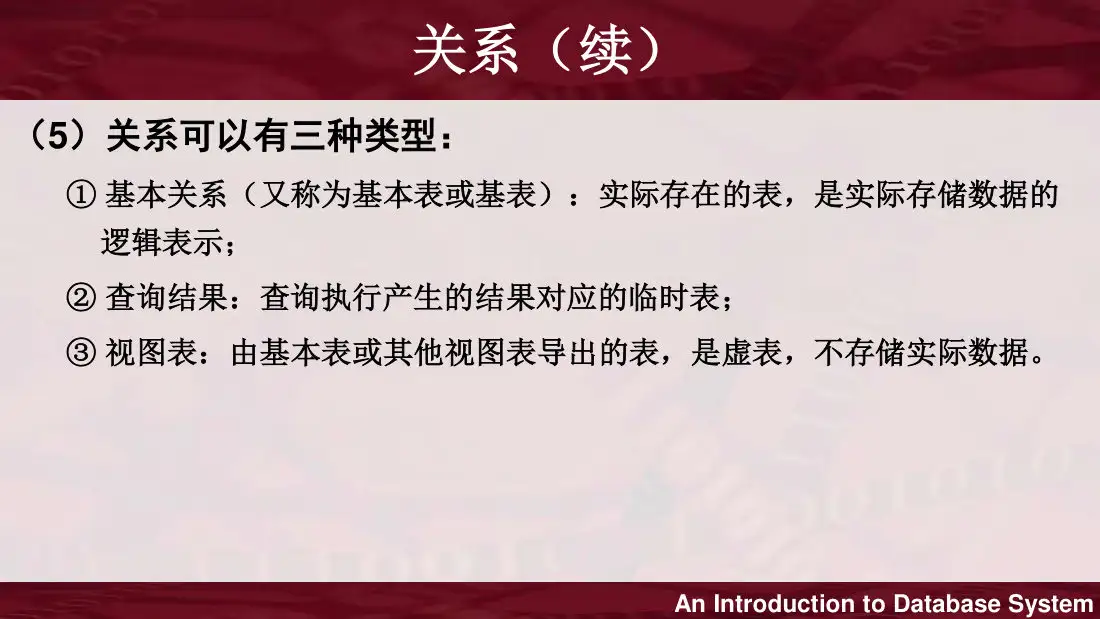 关系（续）
（5）关系可以有三种类型：
① 基本关系（又称为基本表或基表）：实际存在的表，是实际存储数据的
逻辑表示；
② 查询结果：查询执行产生的结果对应的临时表；
③ 视图表：由基本表或其他视图表导出的表，是虚表，不存储实际数据。
An Introduction to Database System